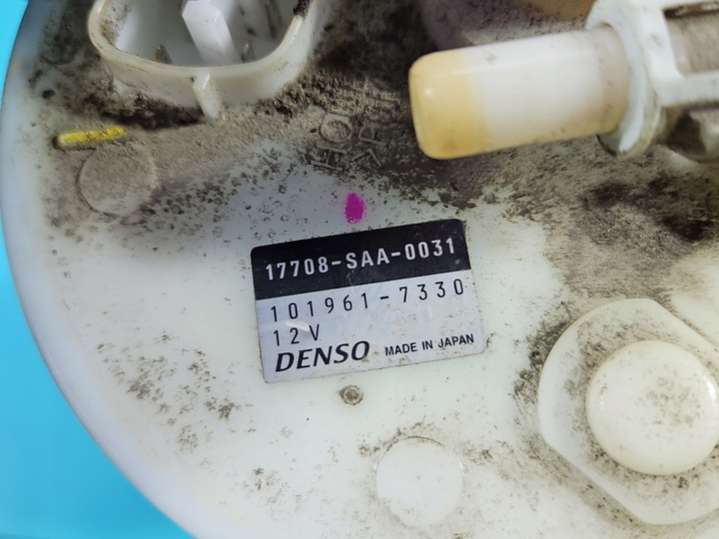 17708-SAA-0031
101961-7330
12V
DENSO MADE IN JAPAN